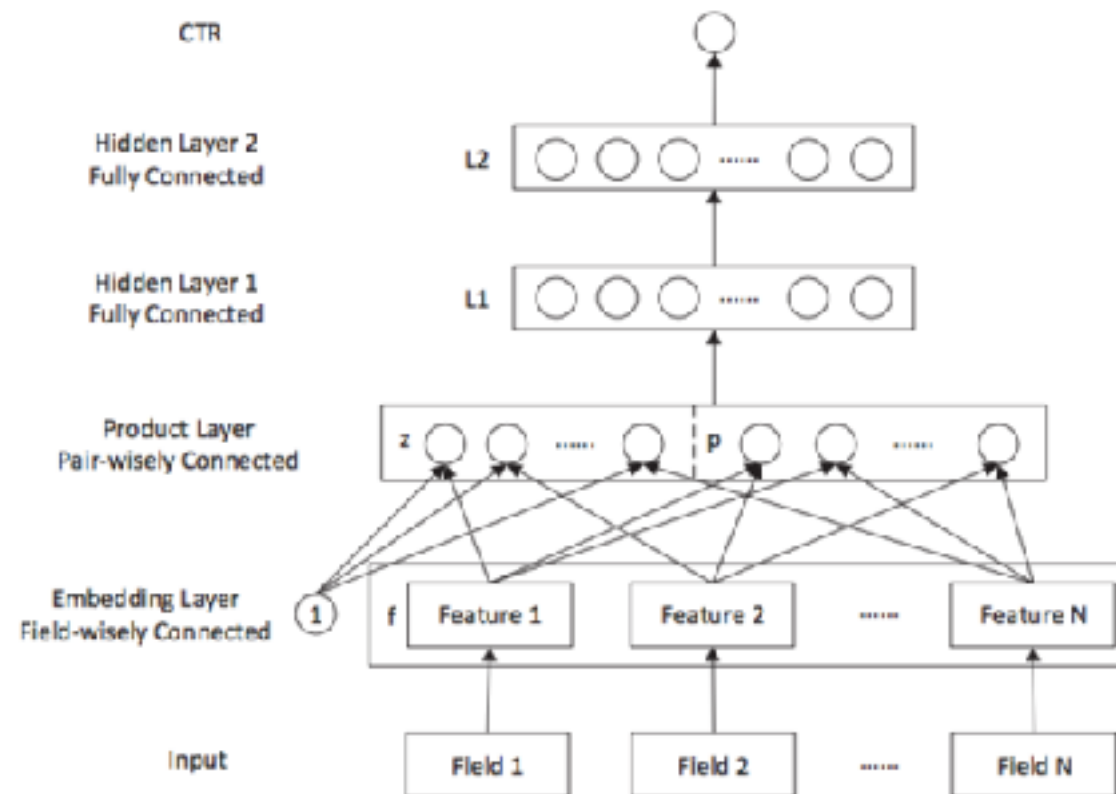 CTR
Hidden Layer 2
Fully Connected
L2
......
Hidden Layer 1
Fully Connected
L1
......
Product Layer
Pair-wisely Connected
z
......
p
......
Embedding Layer
Field-wisely Connected
1
f
Feature 1
Feature 2
......
Feature N
Input
Field 1
Field 2
......
Field N